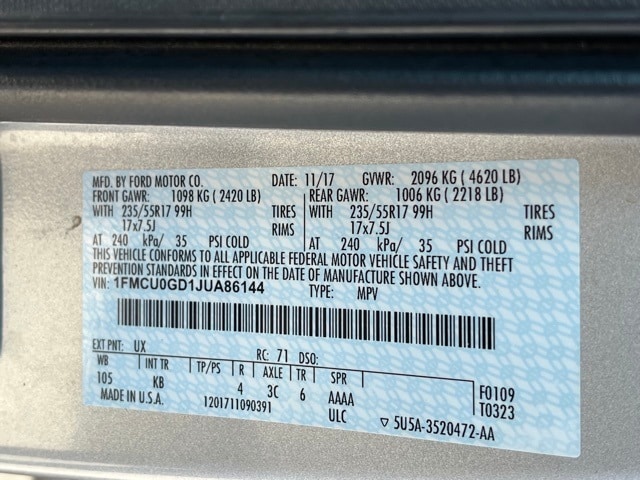 MFD. BY FORD MOTOR CO. DATE: 11/17 GVWR: 2096 KG ( 4620 LB)
FRONT GAWR: 1098 KG ( 2420 LB) REAR GAWR: 1006 KG ( 2218 LB)
WITH 235/55R17 99H TIRES WITH 235/55R17 99H TIRES
17x7.5J RIMS 17x7.5J RIMS
AT 240 kPa/ 35 PSI COLD AT 240 kPa/ 35 PSI COLD
THIS VEHICLE CONFORMS TO ALL APPLICABLE FEDERAL MOTOR VEHICLE SAFETY AND THEFT
PREVENTION STANDARDS IN EFFECT ON THE DATE OF MANUFACTURE SHOWN ABOVE.
VIN: 1FMCU0GD1JUA86144 TYPE: MPV
EXT PNT: UX RC: 71 DSO:
WB INT TR TP/PS R AXLE TR SPR
105 KB 4 3C 6 AAAA F0109
MADE IN U.S.A. 1201711090391 ULC T0323
▽ 5U5A-3520472-AA